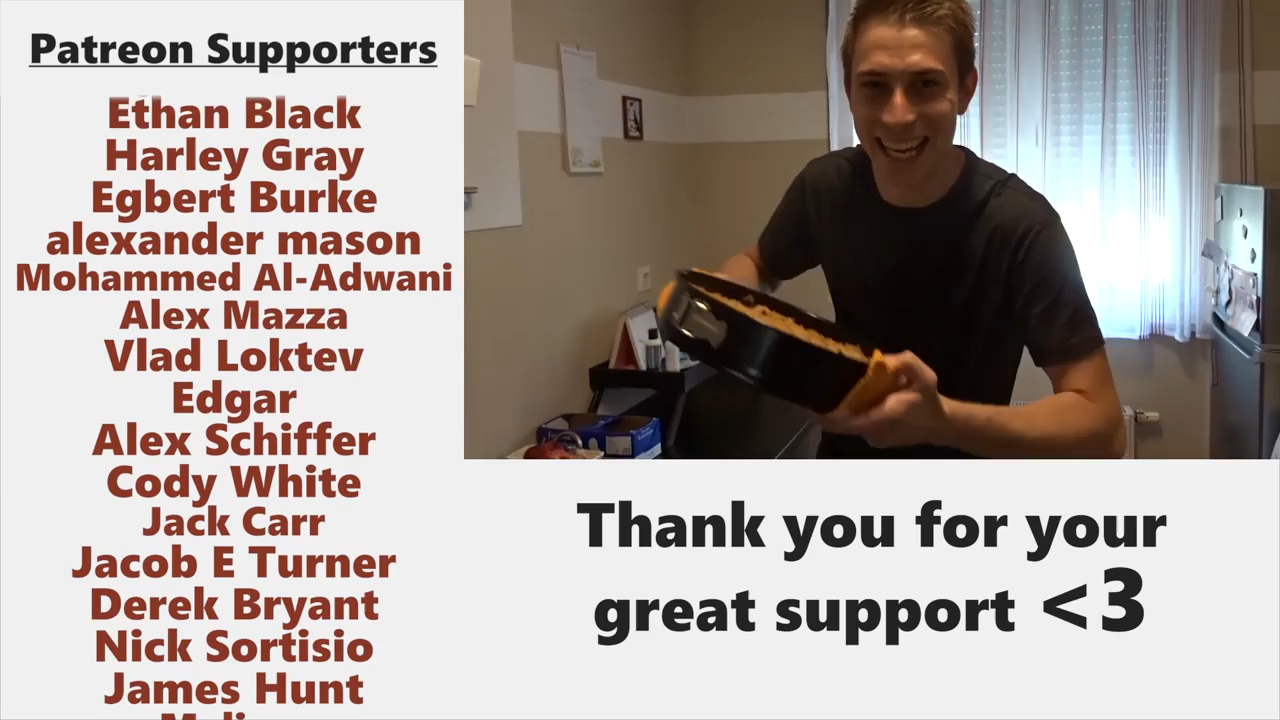 Patreon Supporters
Ethan Black
Harley Gray
Egbert Burke
alexander mason
Mohammed Al-Adwani
Alex Mazza
Vlad Loktev
Edgar
Alex Schiffer
Cody White
Jack Carr
Jacob E Turner
Derek Bryant
Nick Sortisio
James Hunt
Thank you for your
great support <3